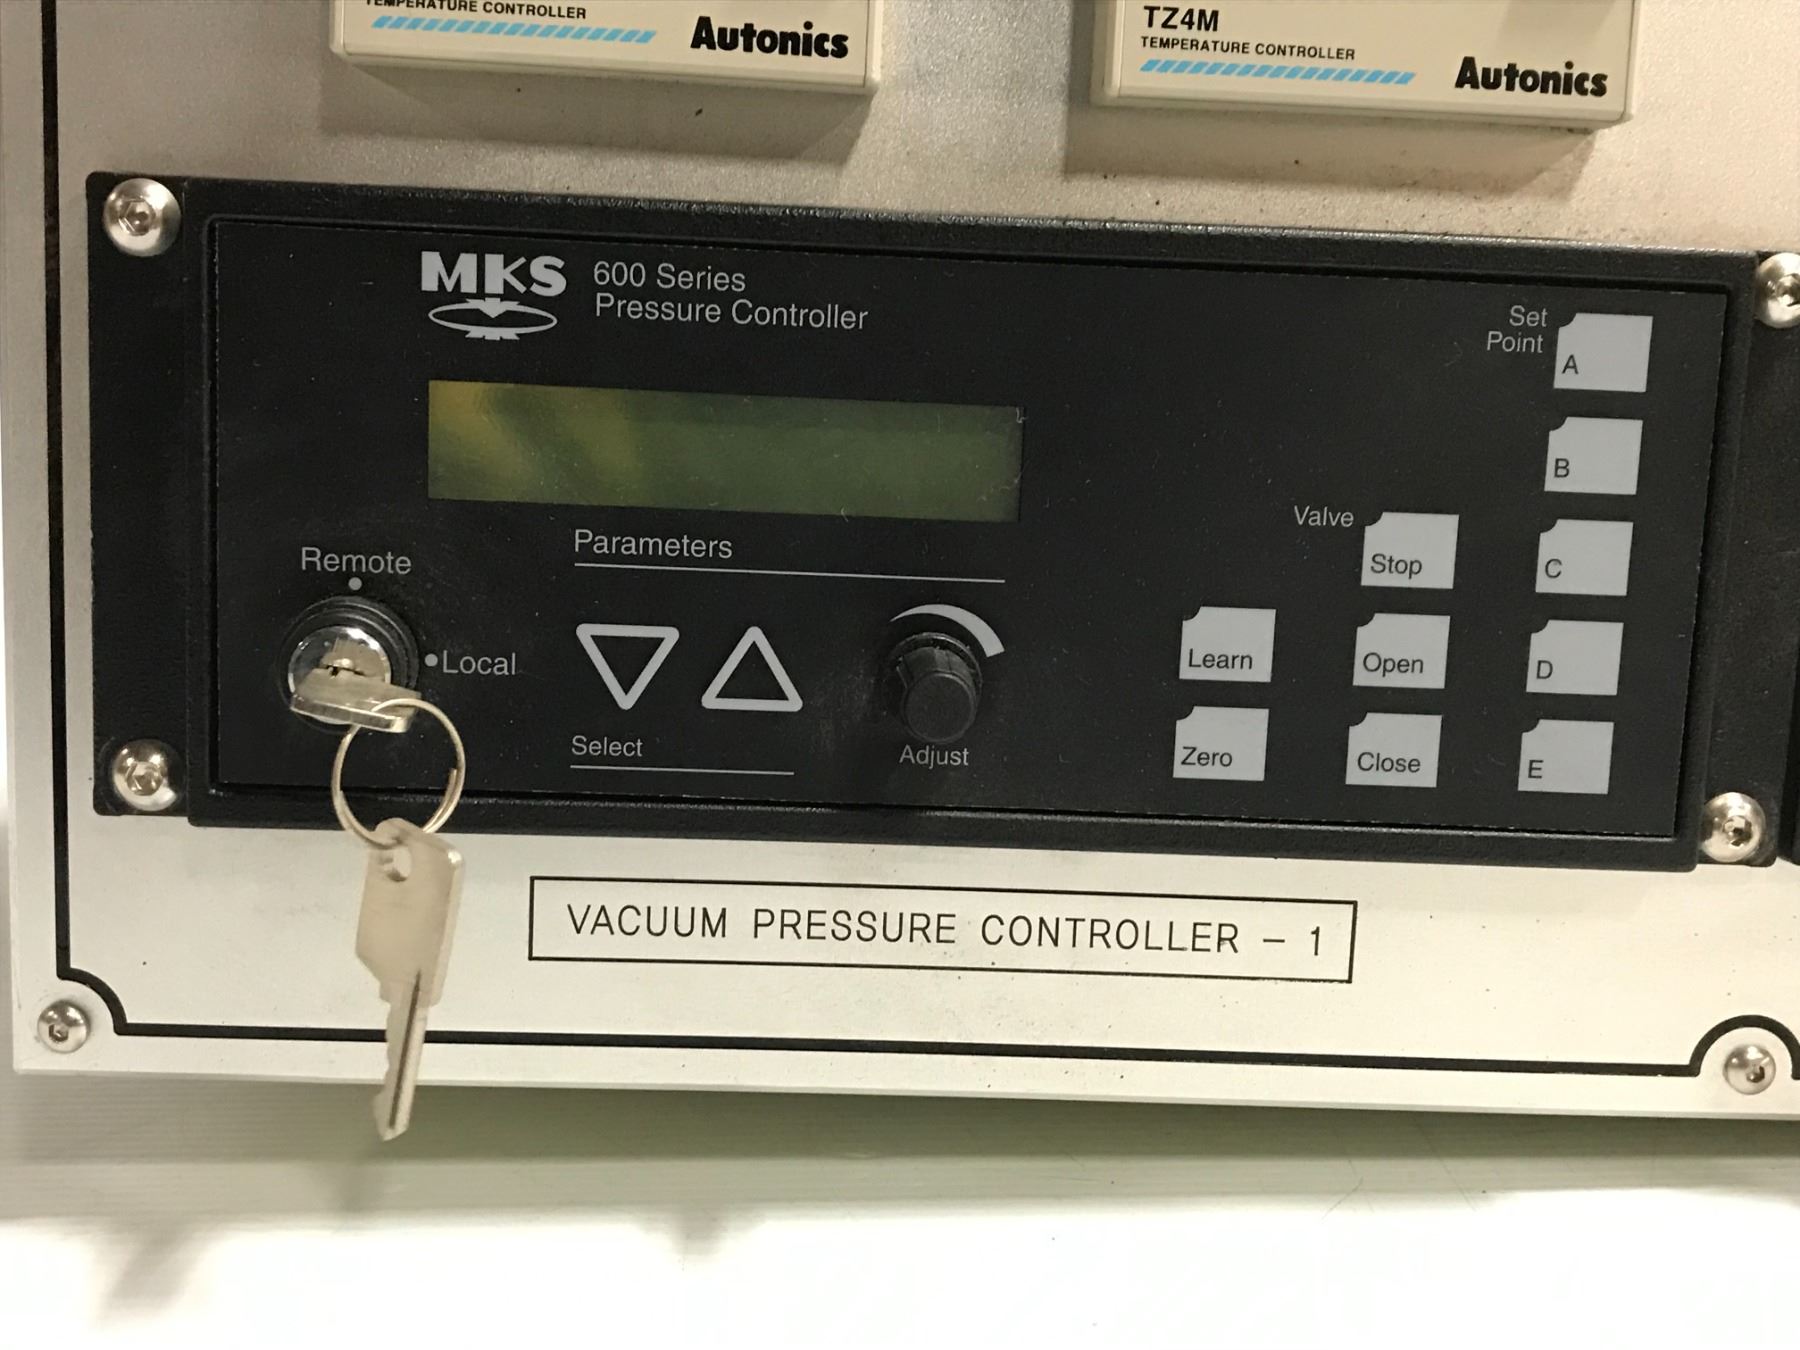 TEMPERATURE CONTROLLER
Autonics
TZ4M
TEMPERATURE CONTROLLER
Autonics
MKS
600 Series
Pressure Controller
Set
Point
A
B
Valve
Stop
C
Parameters
Remote
Local
Learn
Open
D
Select
Adjust
Zero
Close
E
VACUUM PRESSURE CONTROLLER - 1